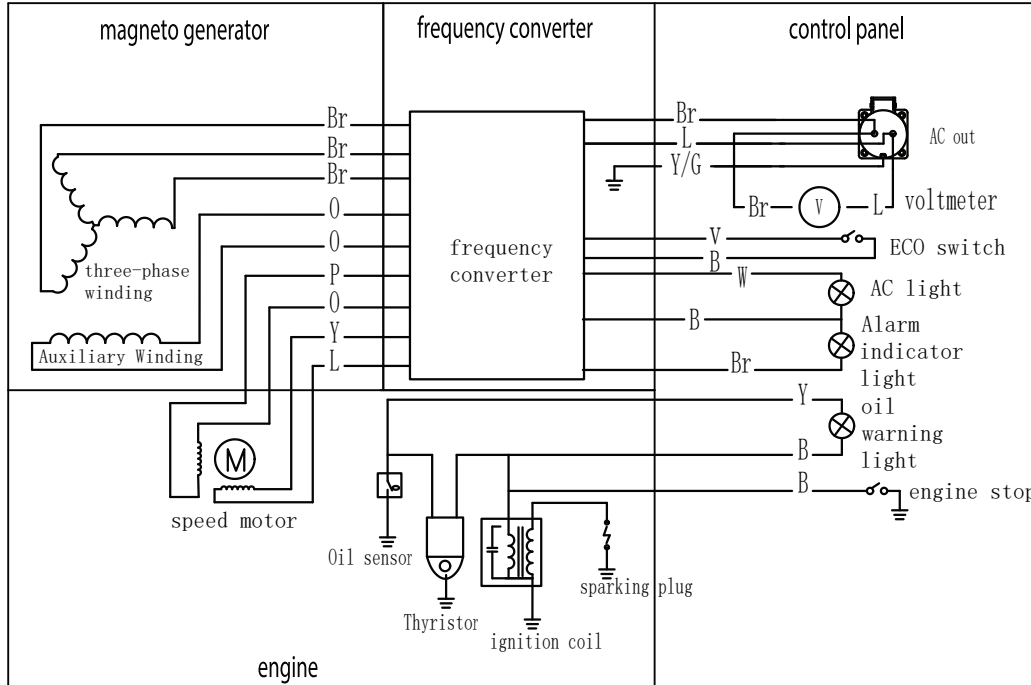 magneto generator
frequency converter
control panel
Br
Br
Br
O
O
P
O
Y
L
three-phase
winding
Auxiliary Winding
frequency
converter
Br
L
Y/G
AC out
Br
V
L
voltmeter
V
B
ECO switch
W
AC light
B
Alarm
indicator
light
Br
Y
oil
warning
light
B
B
engine stop
M
speed motor
Oil sensor
Thyristor
ignition coil
sparking plug
engine